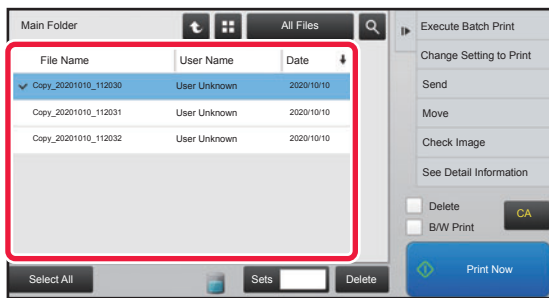 Main Folder
All Files
File Name User Name Date
Copy_20201010_112030 User Unknown 2020/10/10
Copy_20201010_112031 User Unknown 2020/10/10
Copy_20201010_112032 User Unknown 2020/10/10
Select All
Sets
Delete
Execute Batch Print
Change Setting to Print
Send
Move
Check Image
See Detail Information
Delete
B/W Print
CA
Print Now